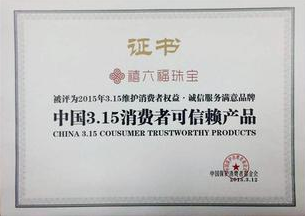 证书
禧六福珠宝
被评为2015年3.15维护消费者权益·诚信服务满意品牌
中国3.15消费者可信赖产品
CHINA 3.15 COUSUMER TRUSTWORTHY PRODUCTS
2015.3.12